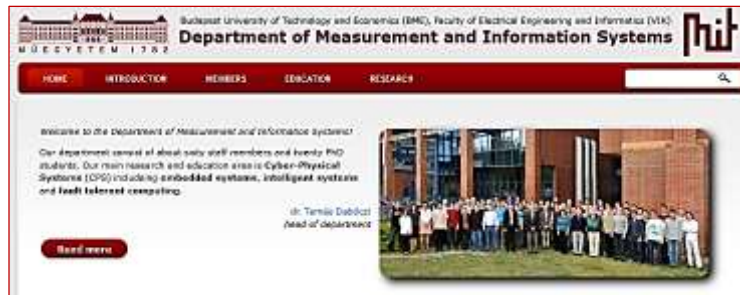 Budapest University of Technology and Economics (BME), Faculty of Electrical Engineering and Informatics (VIK)
Department of Measurement and Information Systems
MŰEGYETEM 1782
mit
HOME INTRODUCTION MEMBERS EDUCATION RESEARCH
Welcome to the Department of Measurement and Information Systems!
Our department consist of about sixty staff members and twenty PhD
students. Our main research and education area is Cyber-Physical
Systems (CPS) including embedded systems, intelligent systems
and fault tolerant computing.
dr. Tamás Dabóczi
head of department
Read more